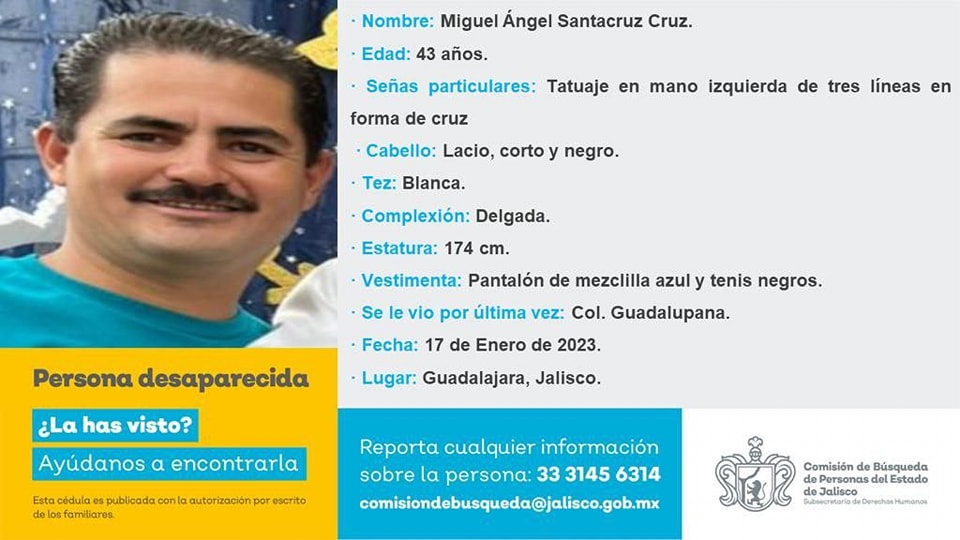 · Nombre: Miguel Ángel Santacruz Cruz.
· Edad: 43 años.
· Señas particulares: Tatuaje en mano izquierda de tres líneas en
forma de cruz
· Cabello: Lacio, corto y negro.
· Tez: Blanca.
· Complexión: Delgada.
· Estatura: 174 cm.
· Vestimenta: Pantalón de mezclilla azul y tenis negros.
· Se le vio por última vez: Col. Guadalupana.
· Fecha: 17 de Enero de 2023.
· Lugar: Guadalajara, Jalisco.
Persona desaparecida
¿La has visto?
Ayúdanos a encontrarla
Esta cédula es publicada con la autorización por escrito
de los familiares.
Reporta cualquier información
sobre la persona: 33 3145 6314
comisiondebusqueda@jalisco.gob.mx
Comisión de Búsqueda
de Personas del Estado
de Jalisco
Subsecretaría de Derechos Humanos